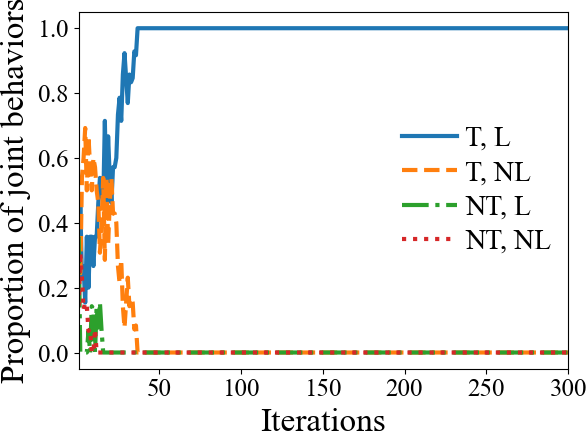 Proportion of joint behaviors
1.0
0.8
0.6
0.4
0.2
0.0
T, L
T, NL
NT, L
NT, NL
50 100 150 200 250 300
Iterations